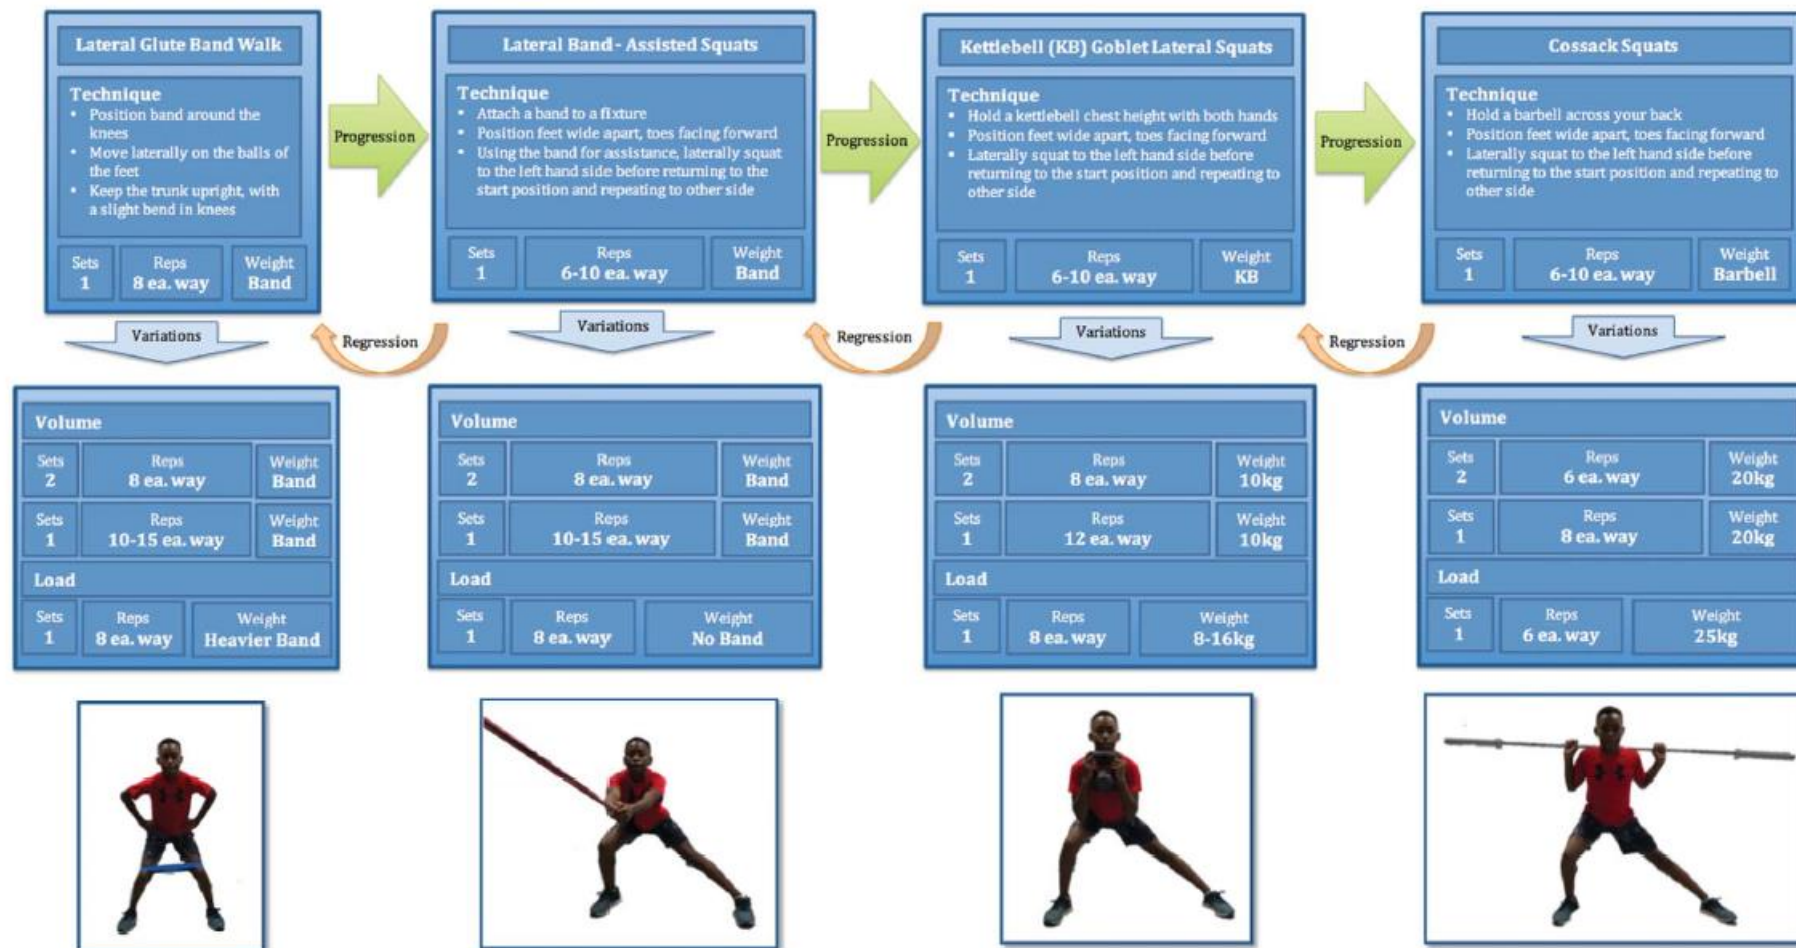 Lateral Glute Band Walk
Technique
• Position band around the
knees
• Move laterally on the balls of
the feet
• Keep the trunk upright, with
a slight bend in knees
Sets
1
Reps
8 ea. way
Weight
Band
Progression
Lateral Band - Assisted Squats
Technique
• Attach a band to a fixture
• Position feet wide apart, toes facing forward
• Using the band for assistance, laterally squat
to the left hand side before returning to the
start position and repeating to other side
Sets
1
Reps
6-10 ea. way
Weight
Band
Progression
Kettlebell (KB) Goblet Lateral Squats
Technique
• Hold a kettlebell chest height with both hands
• Position feet wide apart, toes facing forward
• Laterally squat to the left hand side before
returning to the start position and repeating to
other side
Sets
1
Reps
6-10 ea. way
Weight
KB
Progression
Cossack Squats
Technique
• Hold a barbell across your back
• Position feet wide apart, toes facing forward
• Laterally squat to the left hand side before
returning to the start position and repeating to
other side
Sets
1
Reps
6-10 ea. way
Weight
Barbell
Variations
Regression
Variations
Regression
Variations
Regression
Variations
Volume
Sets
2
Reps
8 ea. way
Weight
Band
Sets
1
Reps
10-15 ea. way
Weight
Band
Load
Sets
1
Reps
8 ea. way
Weight
Heavier Band
Volume
Sets
2
Reps
8 ea. way
Weight
Band
Sets
1
Reps
10-15 ea. way
Weight
Band
Load
Sets
1
Reps
8 ea. way
Weight
No Band
Volume
Sets
2
Reps
8 ea. way
Weight
10kg
Sets
1
Reps
12 ea. way
Weight
10kg
Load
Sets
1
Reps
8 ea. way
Weight
8-16kg
Volume
Sets
2
Reps
6 ea. way
Weight
20kg
Sets
1
Reps
8 ea. way
Weight
20kg
Load
Sets
1
Reps
6 ea. way
Weight
25kg